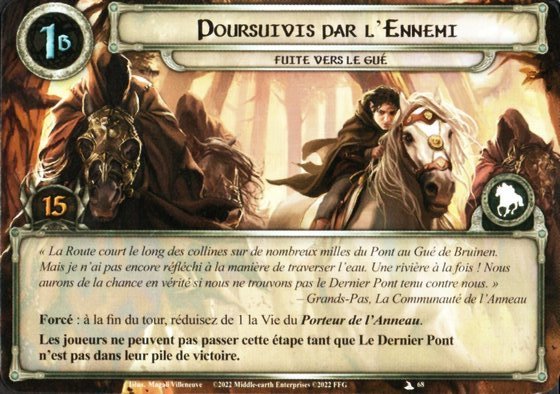 1B
POURSUIVIS PAR L'ENNEMI
FUITE VERS LE GUÉ
15
« La Route court le long des collines sur de nombreux milles du Pont au Gué de Bruinen.
Mais je n'ai pas encore réfléchi à la manière de traverser l'eau. Une rivière à la fois ! Nous
aurons de la chance en vérité si nous ne trouvons pas le Dernier Pont tenu contre nous. »
– Grands-Pas, La Communauté de l'Anneau
Forcé : à la fin du tour, réduisez de 1 la Vie du Porteur de l'Anneau.
Les joueurs ne peuvent pas passer cette étape tant que Le Dernier Pont
n'est pas dans leur pile de victoire.
Illus. Magali Villeneuve ©2022 Middle-earth Enterprises ©2022 FFG 68